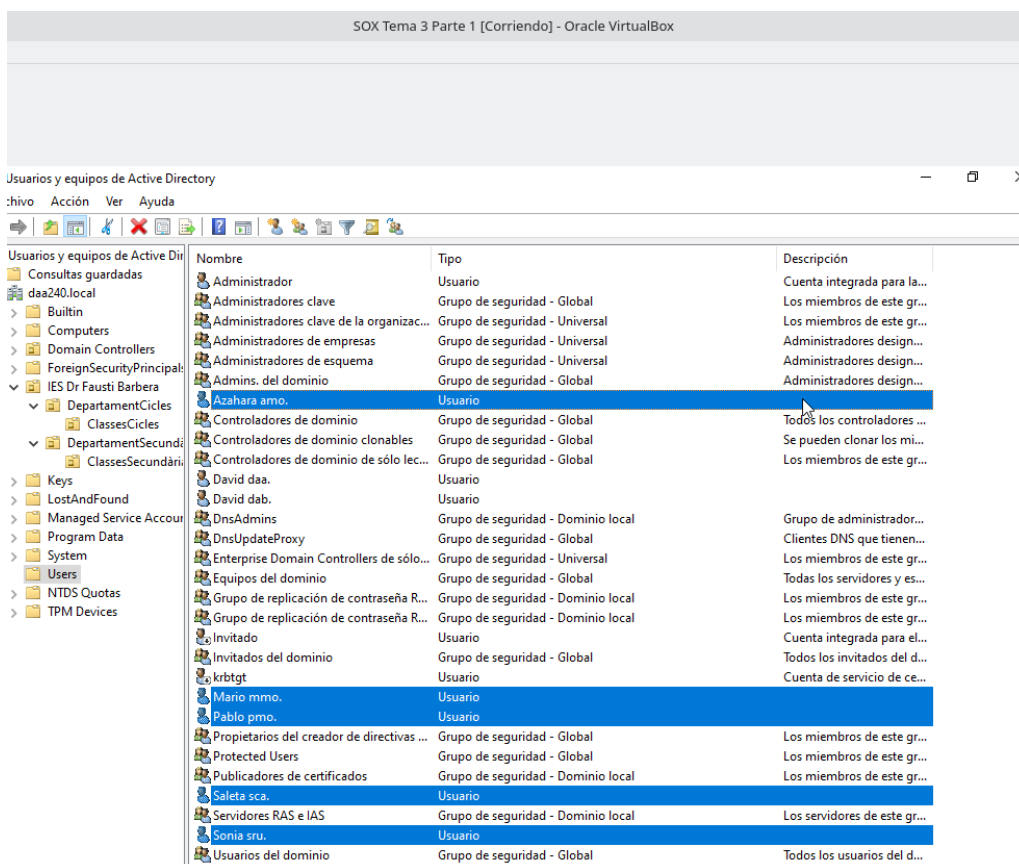 SOX Tema 3 Parte 1 [Corriendo] - Oracle VirtualBox
Usuarios y equipos de Active Directory
chivo Acción Ver Ayuda
Usuarios y equipos de Active Dir
Consultas guardadas
daa240.local
Builtin
Computers
Domain Controllers
ForeignSecurityPrincipals
IES Dr Fausti Barbera
DepartamentCicles
ClassesCicles
DepartamentSecundà
ClassesSecundàri
Keys
LostAndFound
Managed Service Accour
Program Data
System
Users
NTDS Quotas
TPM Devices
Nombre Tipo Descripción
Administrador Usuario Cuenta integrada para la...
Administradores clave Grupo de seguridad - Global Los miembros de este gr...
Administradores clave de la organizac... Grupo de seguridad - Universal Los miembros de este gr...
Administradores de empresas Grupo de seguridad - Universal Administradores design...
Administradores de esquema Grupo de seguridad - Universal Administradores design...
Admins. del dominio Grupo de seguridad - Global Administradores design...
Azahara amo. Usuario
Controladores de dominio Grupo de seguridad - Global Todos los controladores ...
Controladores de dominio clonables Grupo de seguridad - Global Se pueden clonar los mi...
Controladores de dominio de sólo lec... Grupo de seguridad - Global Los miembros de este gr...
David daa. Usuario
David dab. Usuario
DnsAdmins Grupo de seguridad - Dominio local Grupo de administrador...
DnsUpdateProxy Grupo de seguridad - Global Clientes DNS que tienen...
Enterprise Domain Controllers de sólo... Grupo de seguridad - Universal Los miembros de este gr...
Equipos del dominio Grupo de seguridad - Global Todas los servidores y es...
Grupo de replicación de contraseña R... Grupo de seguridad - Dominio local Los miembros de este gr...
Grupo de replicación de contraseña R... Grupo de seguridad - Dominio local Los miembros de este gr...
Invitado Usuario Cuenta integrada para el...
Invitados del dominio Grupo de seguridad - Global Todos los invitados del d...
krbtgt Usuario Cuenta de servicio de ce...
Mario mmo. Usuario
Pablo pmo. Usuario
Propietarios del creador de directivas ... Grupo de seguridad - Global Los miembros de este gr...
Protected Users Grupo de seguridad - Global Los miembros de este gr...
Publicadores de certificados Grupo de seguridad - Dominio local Los miembros de este gr...
Saleta sca. Usuario
Servidores RAS e IAS Grupo de seguridad - Dominio local Los servidores de este gr...
Sonia sru. Usuario
Usuarios del dominio Grupo de seguridad - Global Todos los usuarios del d...